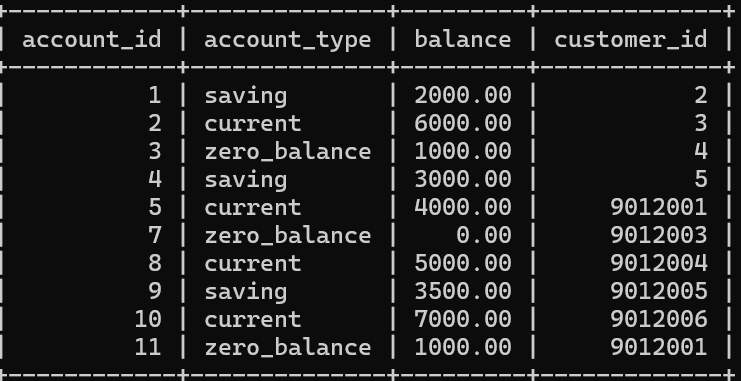 account_id | account_type | balance | customer_id
1 | saving | 2000.00 | 2
2 | current | 6000.00 | 3
3 | zero_balance | 1000.00 | 4
4 | saving | 3000.00 | 5
5 | current | 4000.00 | 9012001
7 | zero_balance | 0.00 | 9012003
8 | current | 5000.00 | 9012004
9 | saving | 3500.00 | 9012005
10 | current | 7000.00 | 9012006
11 | zero_balance | 1000.00 | 9012001